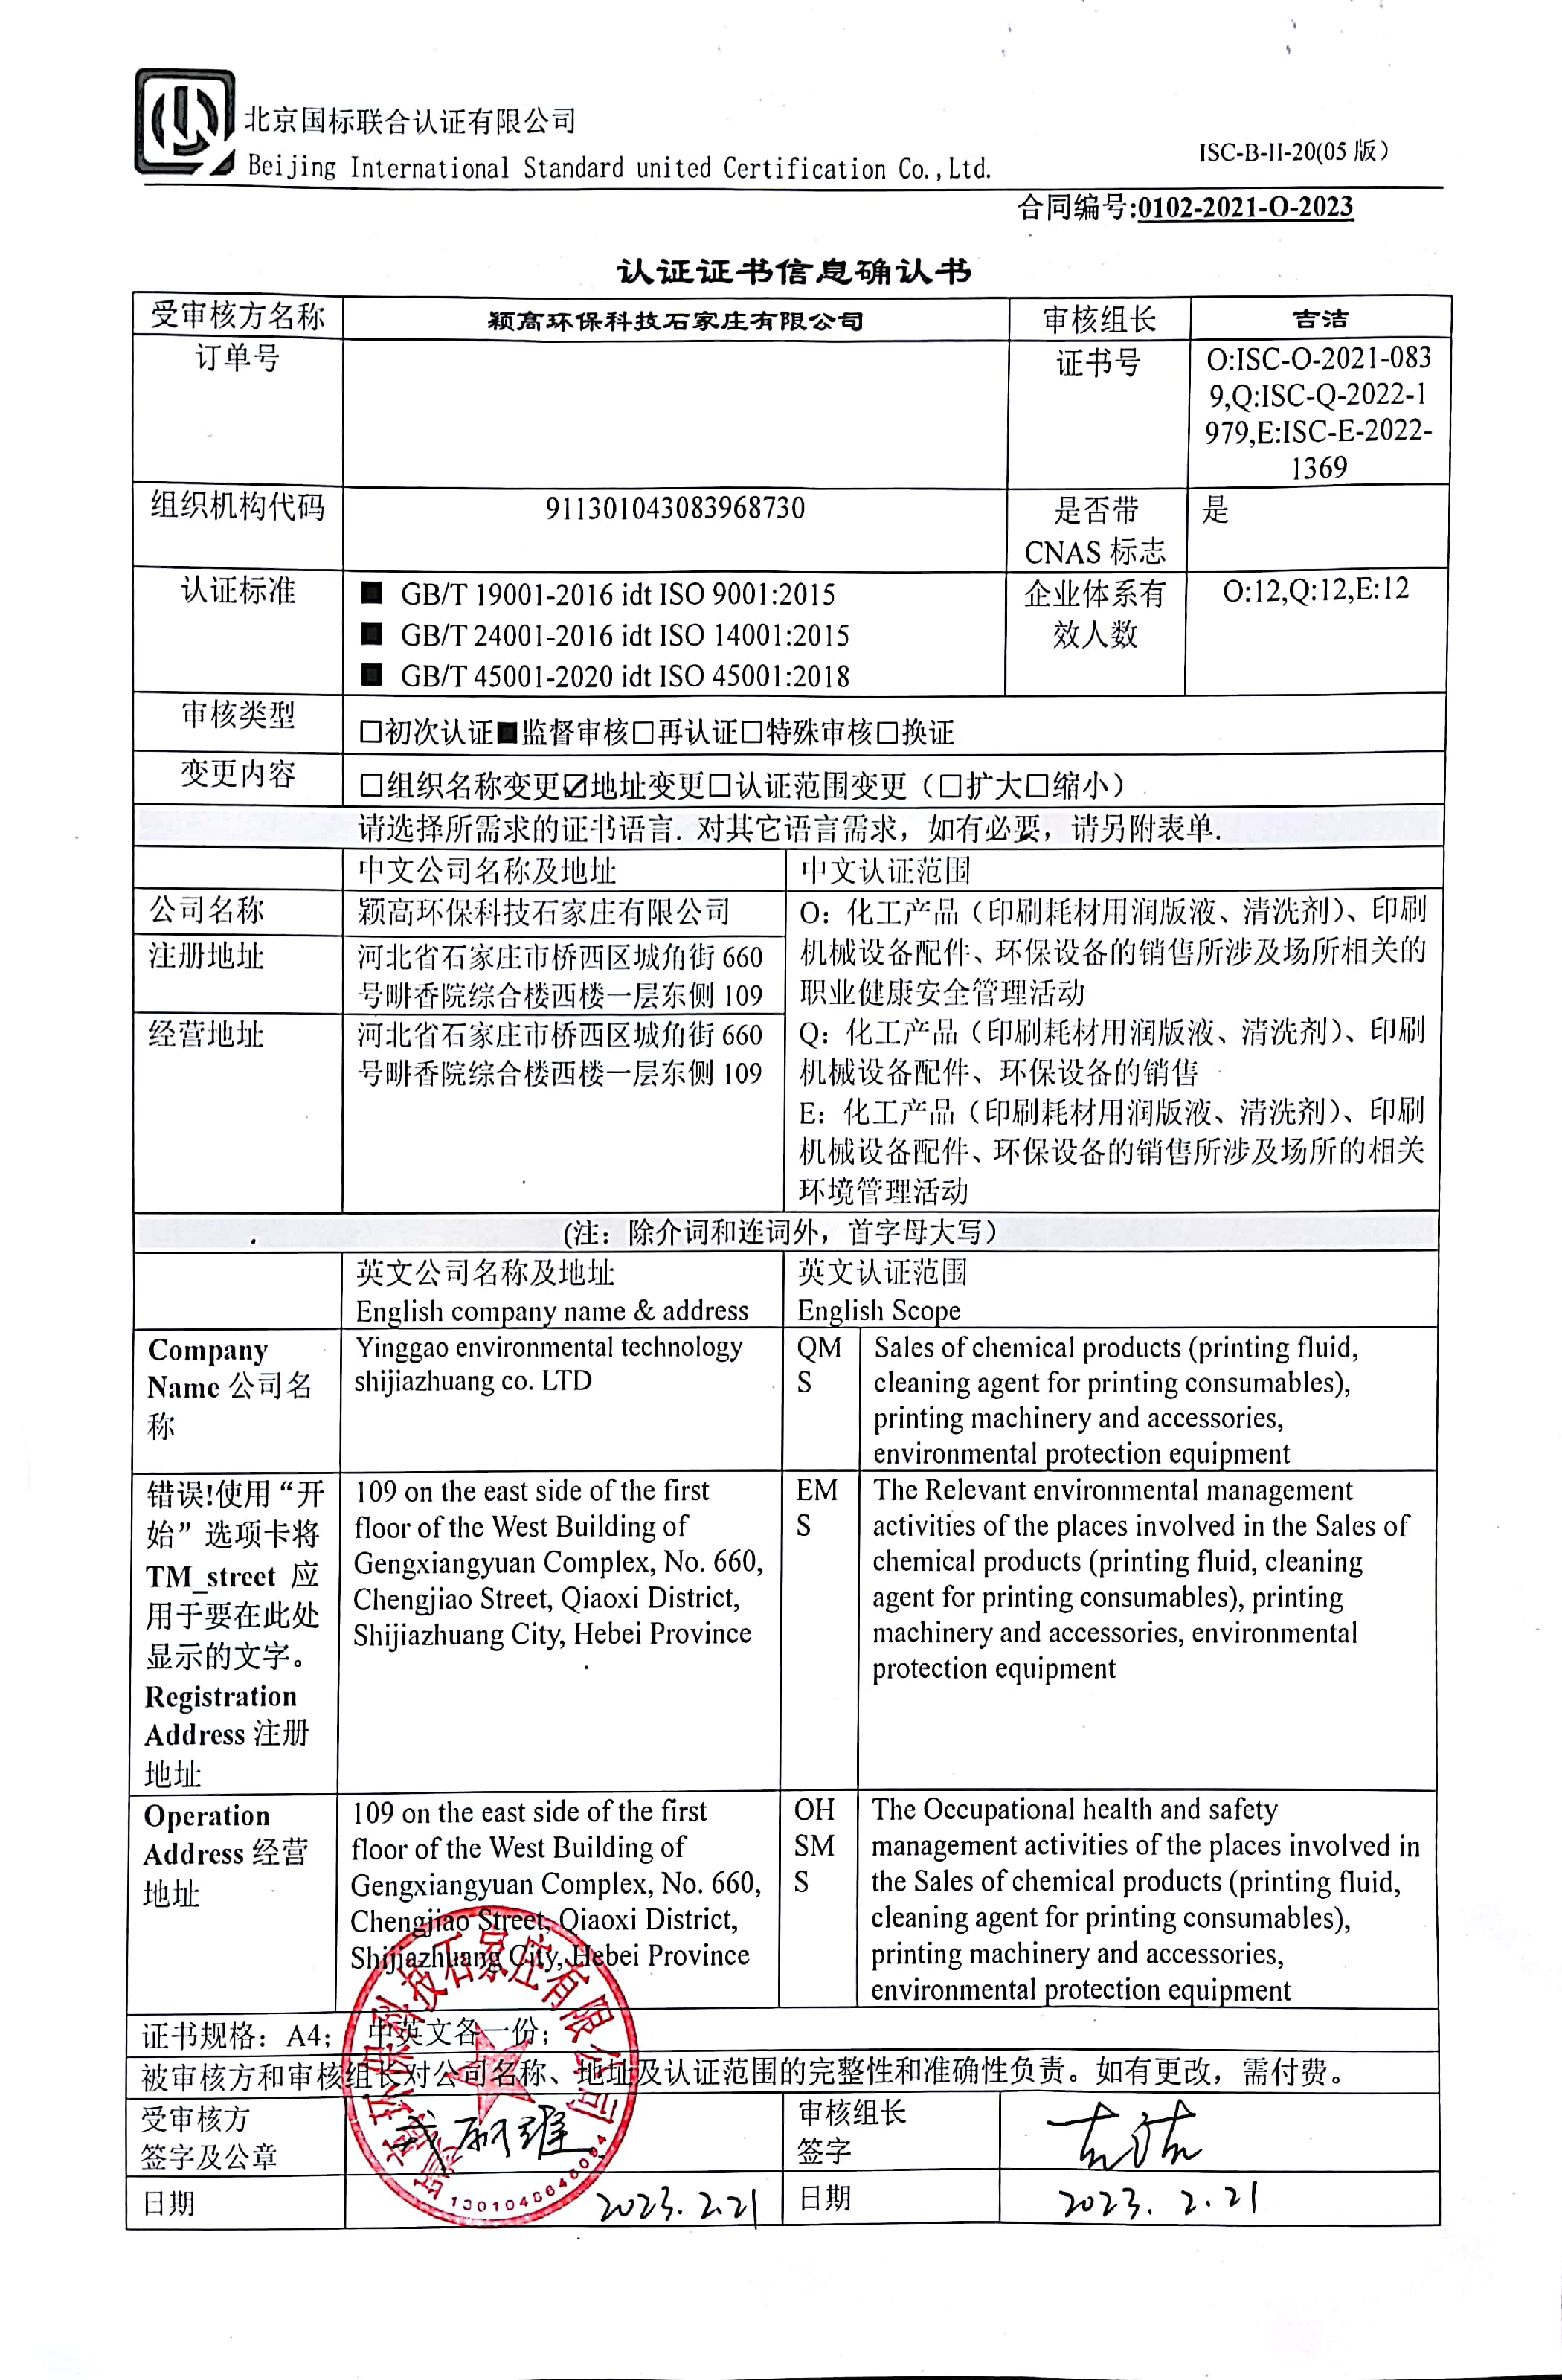 北京国标联合认证有限公司
Beijing International Standard united Certification Co.,Ltd.
ISC-B-II-20(05 版）
合同编号:0102-2021-O-2023
认证证书信息确认书
受审核方名称
颖高环保科技石家庄有限公司
审核组长
吉洁
订单号
证书号
O:ISC-O-2021-083
9,Q:ISC-Q-2022-1
979,E:ISC-E-2022-
1369
组织机构代码
911301043083968730
是否带
CNAS 标志
是
认证标准
■ GB/T 19001-2016 idt ISO 9001:2015
■ GB/T 24001-2016 idt ISO 14001:2015
■ GB/T 45001-2020 idt ISO 45001:2018
企业体系有
效人数
O:12,Q:12,E:12
审核类型
□初次认证■监督审核□再认证□特殊审核□换证
变更内容
□组织名称变更☑地址变更□认证范围变更（□扩大□缩小）
请选择所需求的证书语言. 对其它语言需求，如有必要，请另附表单.
中文公司名称及地址
中文认证范围
公司名称
颖高环保科技石家庄有限公司
注册地址
河北省石家庄市桥西区城角街 660
号畊香院综合楼西楼一层东侧 109
经营地址
河北省石家庄市桥西区城角街 660
号畊香院综合楼西楼一层东侧 109
O：化工产品（印刷耗材用润版液、清洗剂）、印刷
机械设备配件、环保设备的销售所涉及场所相关的
职业健康安全管理活动
Q：化工产品（印刷耗材用润版液、清洗剂）、印刷
机械设备配件、环保设备的销售
E：化工产品（印刷耗材用润版液、清洗剂）、印刷
机械设备配件、环保设备的销售所涉及场所的相关
环境管理活动
(注：除介词和连词外，首字母大写）
英文公司名称及地址
English company name & address
英文认证范围
English Scope
Company
Name 公司名
称
Yinggao environmental technology
shijiazhuang co. LTD
QM
S
Sales of chemical products (printing fluid,
cleaning agent for printing consumables),
printing machinery and accessories,
environmental protection equipment
错误!使用“开
始”选项卡将
TM_street 应
用于要在此处
显示的文字。
Registration
Address 注册
地址
109 on the east side of the first
floor of the West Building of
Gengxiangyuan Complex, No. 660,
Chengjiao Street, Qiaoxi District,
Shijiazhuang City, Hebei Province
EM
S
The Relevant environmental management
activities of the places involved in the Sales of
chemical products (printing fluid, cleaning
agent for printing consumables), printing
machinery and accessories, environmental
protection equipment
Operation
Address 经营
地址
109 on the east side of the first
floor of the West Building of
Gengxiangyuan Complex, No. 660,
Chengjiao Street, Qiaoxi District,
Shijiazhuang City, Hebei Province
OH
SM
S
The Occupational health and safety
management activities of the places involved in
the Sales of chemical products (printing fluid,
cleaning agent for printing consumables),
printing machinery and accessories,
environmental protection equipment
证书规格：A4； 中英文各一份；
被审核方和审核组长对公司名称、地址及认证范围的完整性和准确性负责。如有更改，需付费。
受审核方
签字及公章
审核组长
签字
吉洁
日期
2023.2.21
日期
2023.2.21
环保科技石家庄有限公司